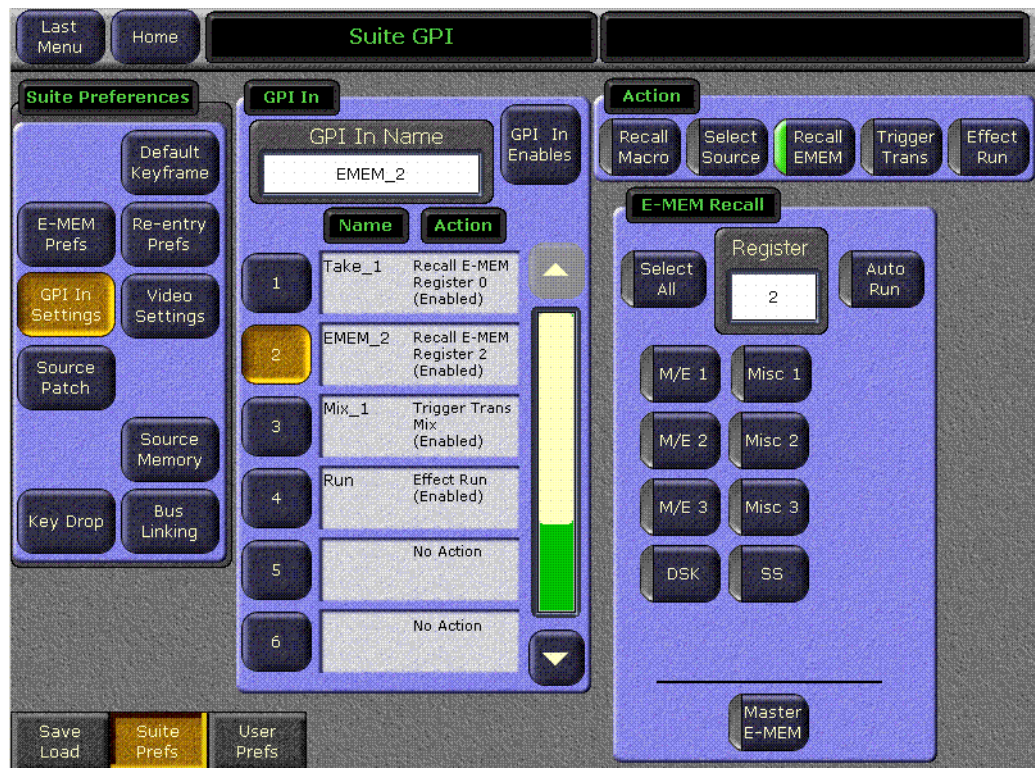 Last
Menu
Home
Suite GPI
Suite Preferences
Default
Keyframe
E-MEM
Prefs
Re-entry
Prefs
GPI In
Settings
Video
Settings
Source
Patch
Source
Memory
Key Drop
Bus
Linking
GPI In
GPI In Name
EMEM_2
GPI In
Enables
Name
Action
1
Take_1
Recall E-MEM
Register 0
(Enabled)
2
EMEM_2
Recall E-MEM
Register 2
(Enabled)
3
Mix_1
Trigger Trans
Mix
(Enabled)
4
Run
Effect Run
(Enabled)
5
No Action
6
No Action
Action
Recall
Macro
Select
Source
Recall
EMEM
Trigger
Trans
Effect
Run
E-MEM Recall
Select
All
Register
2
Auto
Run
M/E 1
Misc 1
M/E 2
Misc 2
M/E 3
Misc 3
DSK
SS
Master
E-MEM
Save
Load
Suite
Prefs
User
Prefs